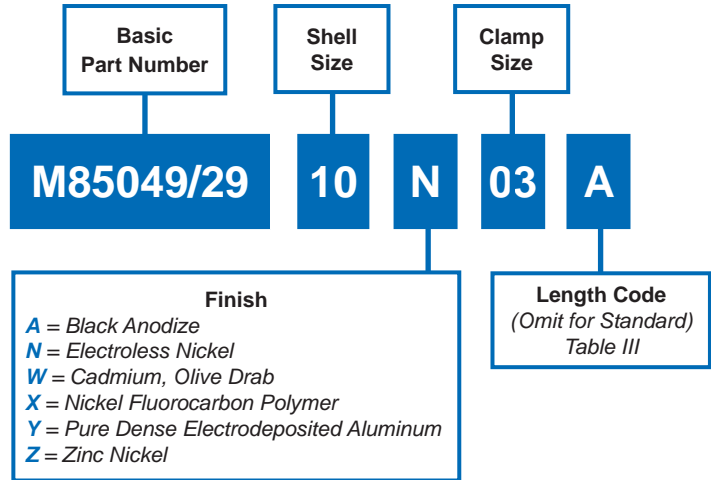 Basic
Part Number
Shell
Size
Clamp
Size
M85049/29 10 N 03 A
Finish
A = Black Anodize
N = Electroless Nickel
W = Cadmium, Olive Drab
X = Nickel Fluorocarbon Polymer
Y = Pure Dense Electrodeposited Aluminum
Z = Zinc Nickel
Length Code
(Omit for Standard)
Table III